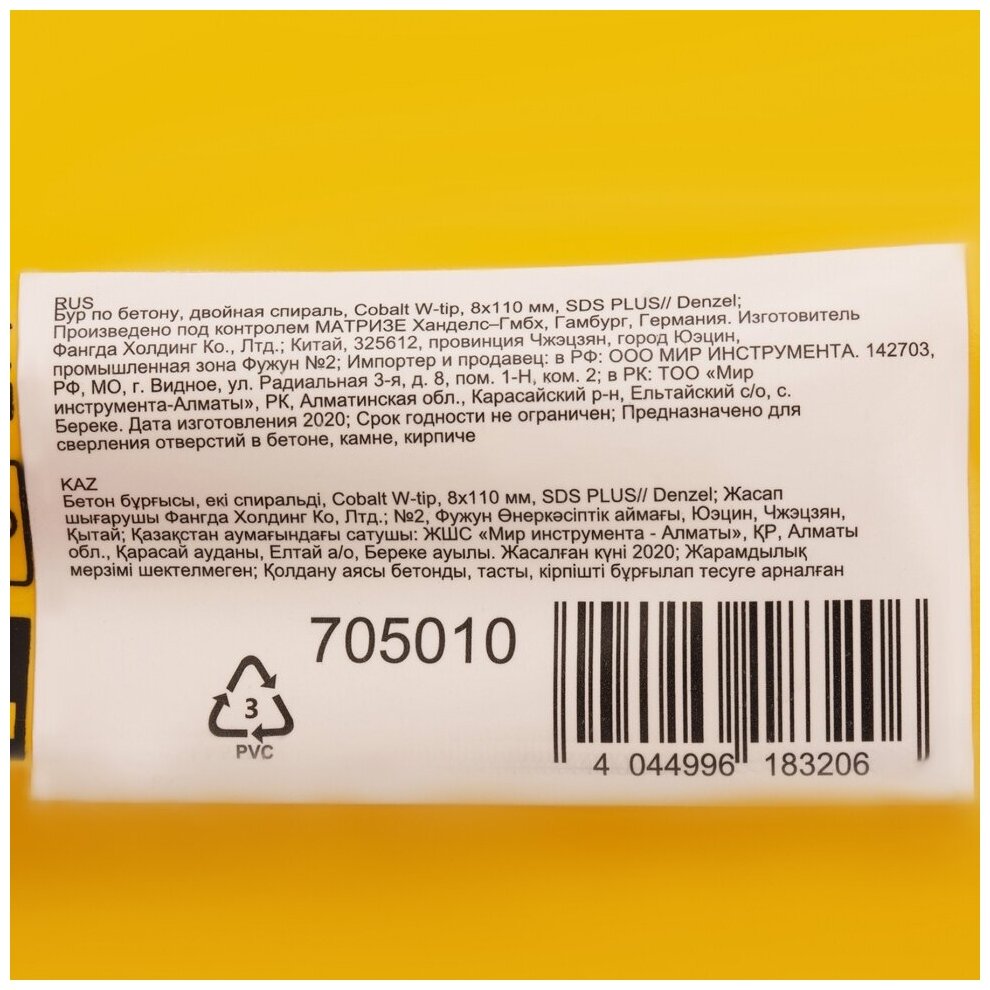 RUS
Бур по бетону, двойная спираль, Cobalt W-tip, 8х110 мм, SDS PLUS// Denzel;
Произведено под контролем МАТРИЗЕ Ханделс–Гмбх, Гамбург, Германия. Изготовитель
Фангда Холдинг Ко., Лтд.; Китай, 325612, провинция Чжэцзян, город Юэцин,
промышленная зона Фужун №2; Импортер и продавец: в РФ: ООО МИР ИНСТРУМЕНТА. 142703,
РФ, МО, г. Видное, ул. Радиальная 3-я, д. 8, пом. 1-Н, ком. 2; в РК: ТОО «Мир
инструмента-Алматы», РК, Алматинская обл., Карасайский р-н, Ельтайский с/о, с.
Береке. Дата изготовления 2020; Срок годности не ограничен; Предназначено для
сверления отверстий в бетоне, камне, кирпиче
KAZ
Бетон бұрғысы, екі спиральді, Cobalt W-tip, 8х110 мм, SDS PLUS// Denzel; Жасап
шығарушы Фангда Холдинг Ко, Лтд.; №2, Фужун Өнеркәсіптік аймағы, Юэцин, Чжэцзян,
Қытай; Қазақстан аумағындағы сатушы: ЖШС «Мир инструмента - Алматы», ҚР, Алматы
обл., Қарасай ауданы, Елтай а/о, Береке ауылы. Жасалған күні 2020; Жарамдылық
мерзімі шектелмеген; Қолдану аясы бетонды, тасты, кірпішті бұрғылап тесуге арналған
705010
3
PVC
4 044996 183206